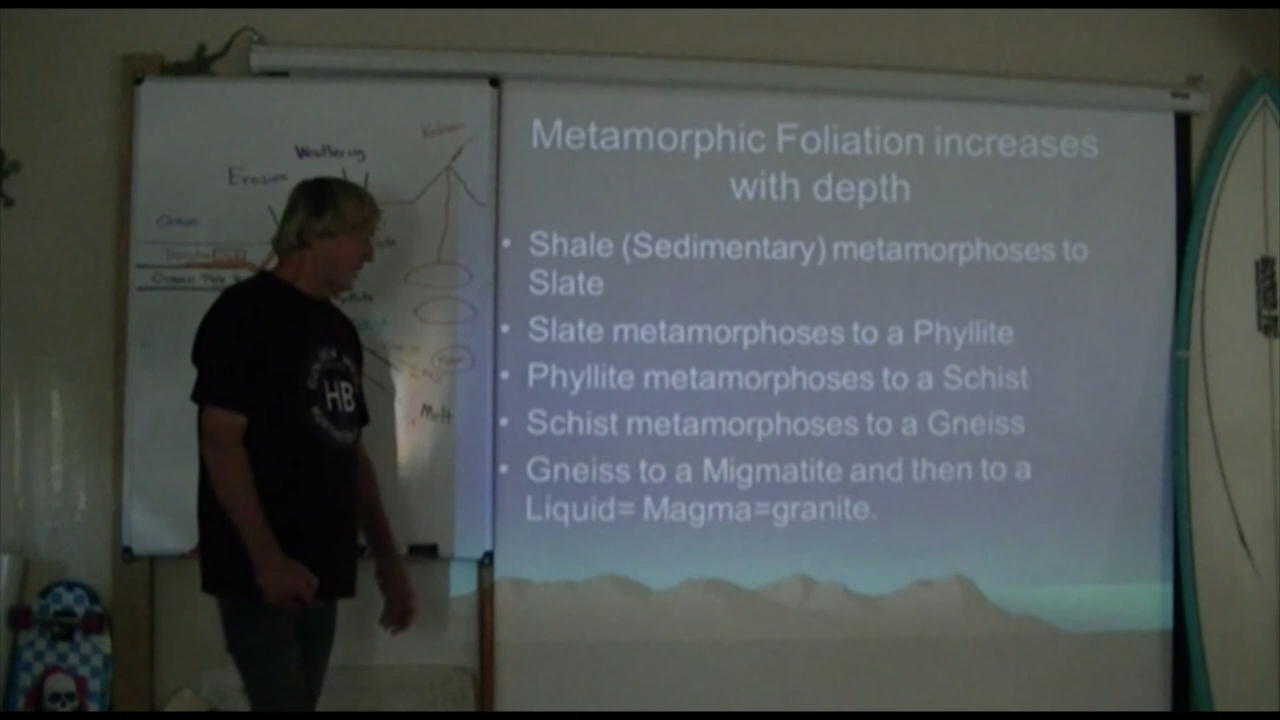 Volcano
Weathering
Erosion
Ocean
Melt
HB
Metamorphic Foliation increases
with depth
• Shale (Sedimentary) metamorphoses to
Slate
• Slate metamorphoses to a Phyllite
• Phyllite metamorphoses to a Schist
• Schist metamorphoses to a Gneiss
• Gneiss to a Migmatite and then to a
Liquid= Magma=granite.